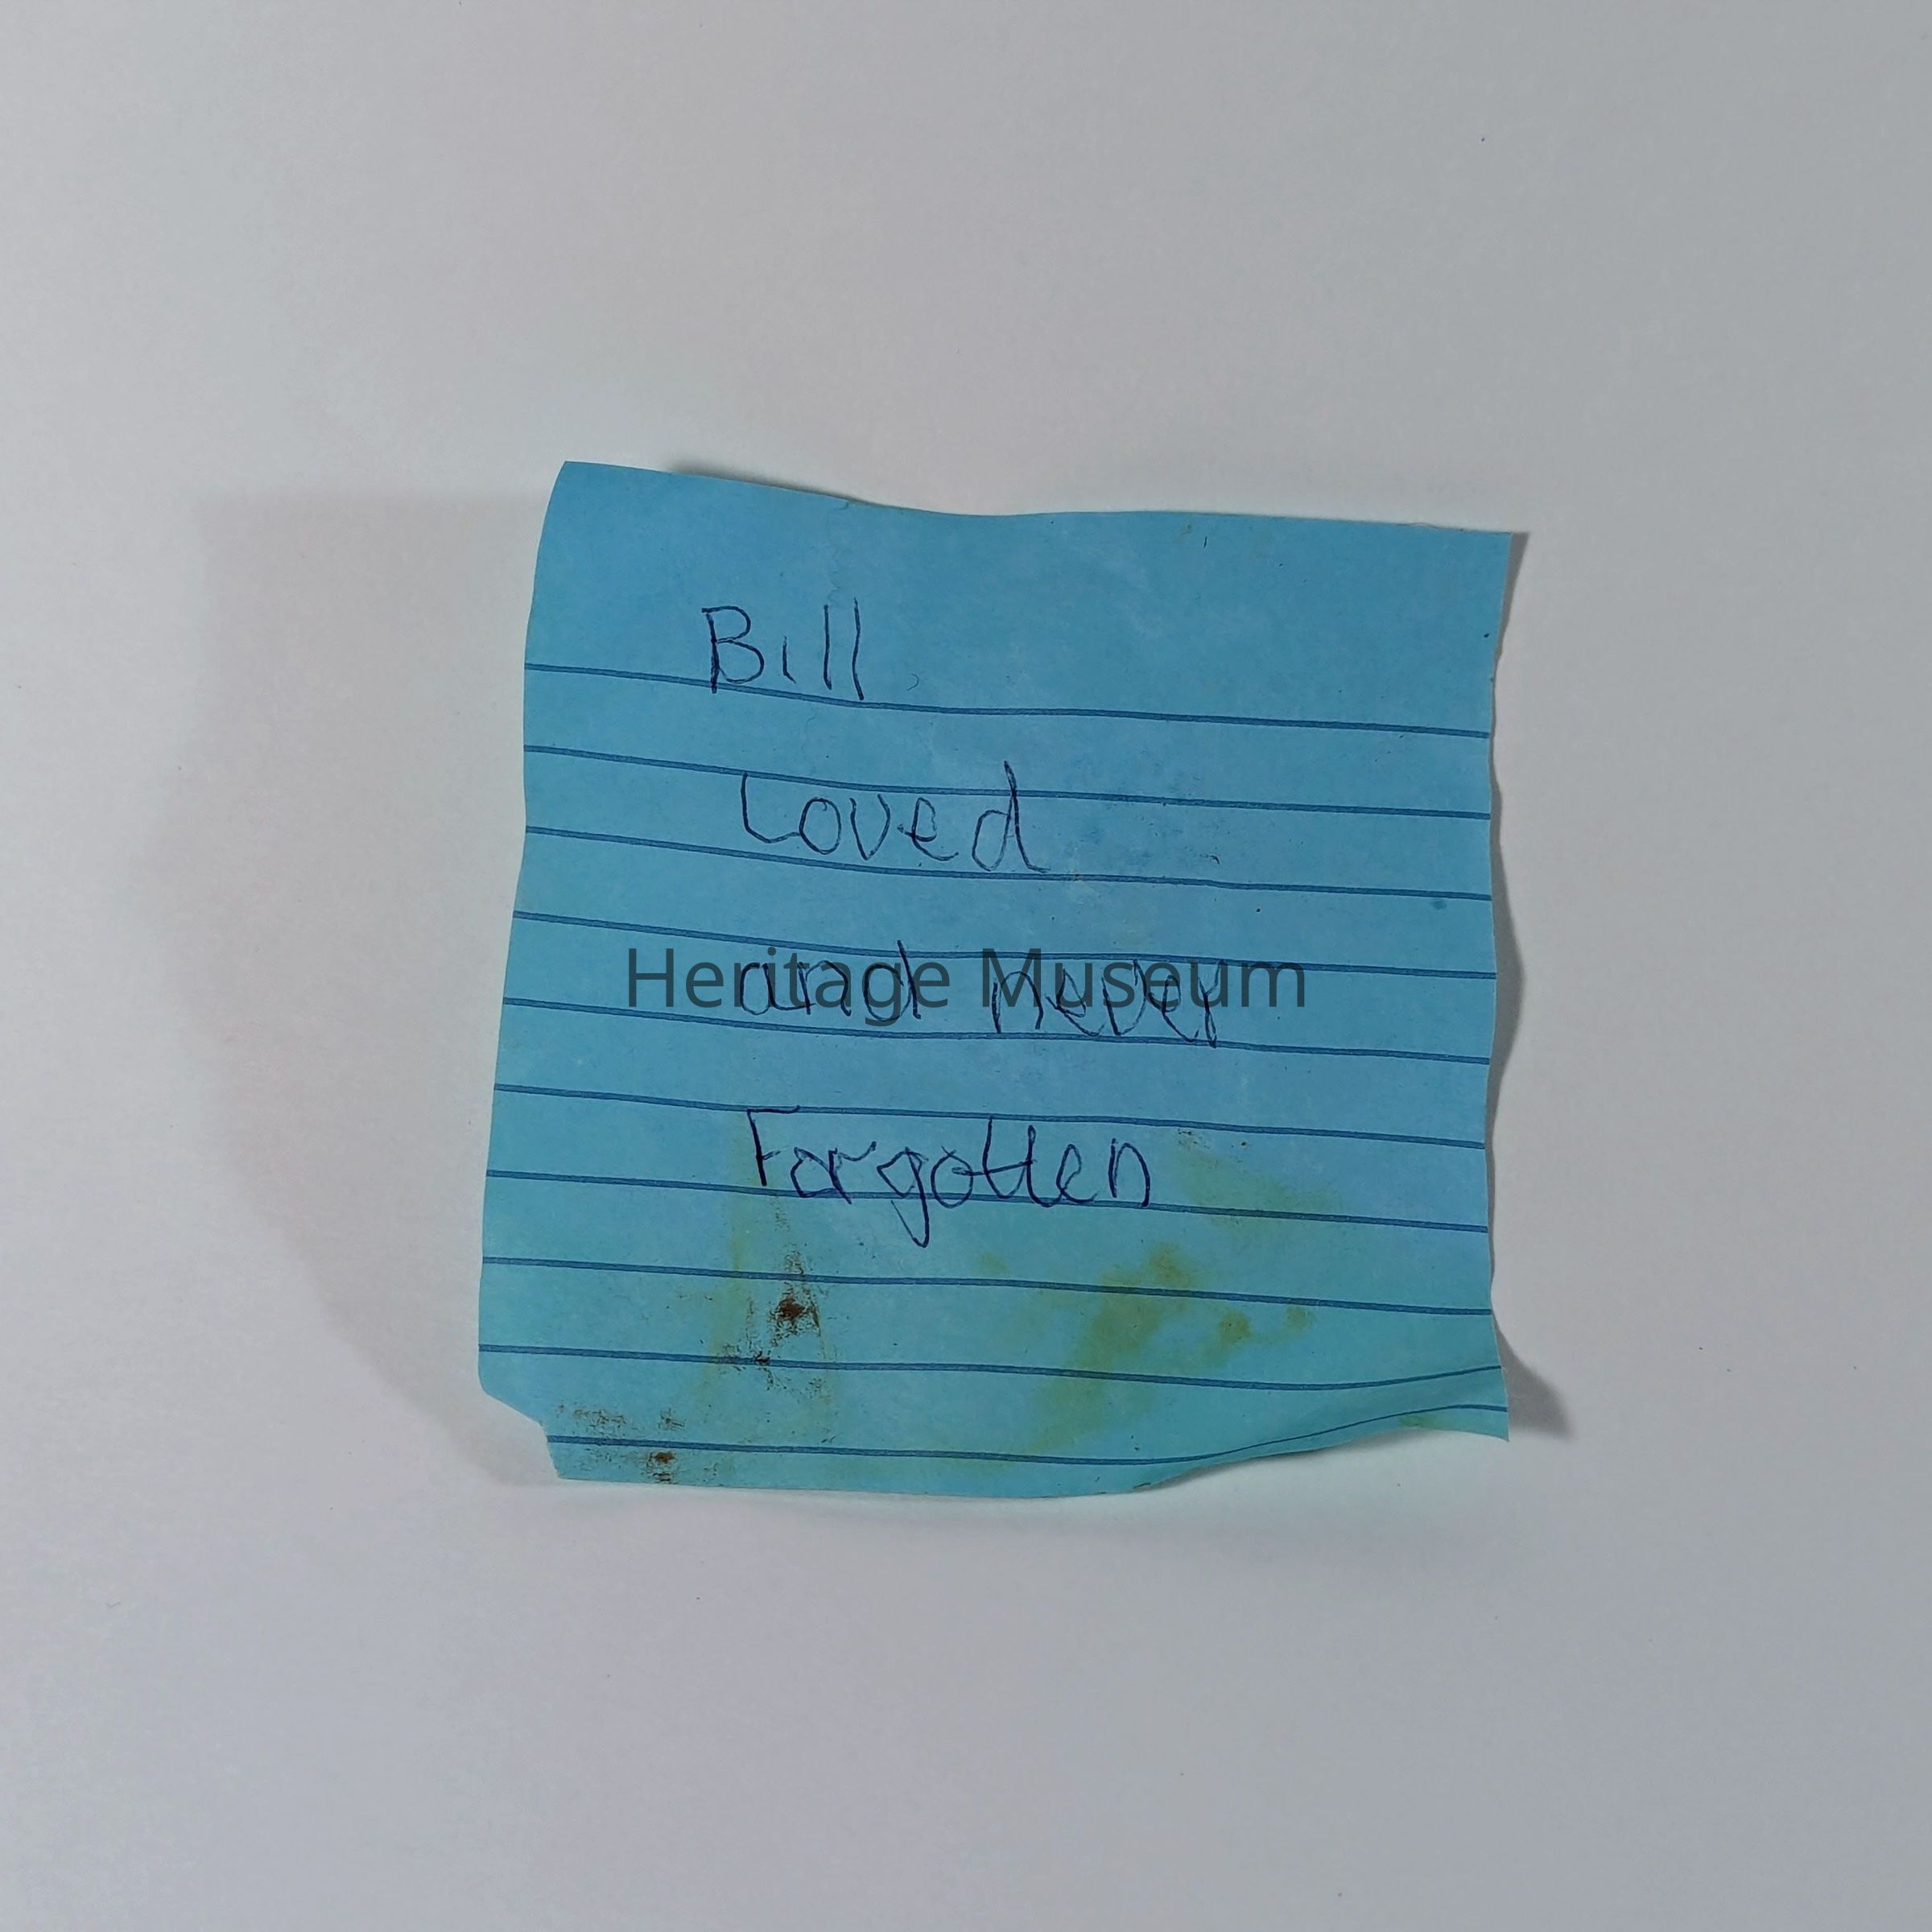 Bill
Loved
and never
Heritage Museum
Forgotten